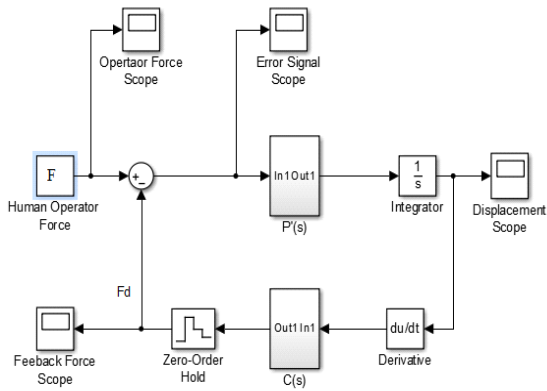 Opertaor Force
Scope
Error Signal
Scope
F
Human Operator
Force
+
−
In1 Out1
P'(s)
1
s
Integrator
Displacement
Scope
Fd
Feeback Force
Scope
Zero-Order
Hold
Out1 In1
C(s)
du/dt
Derivative